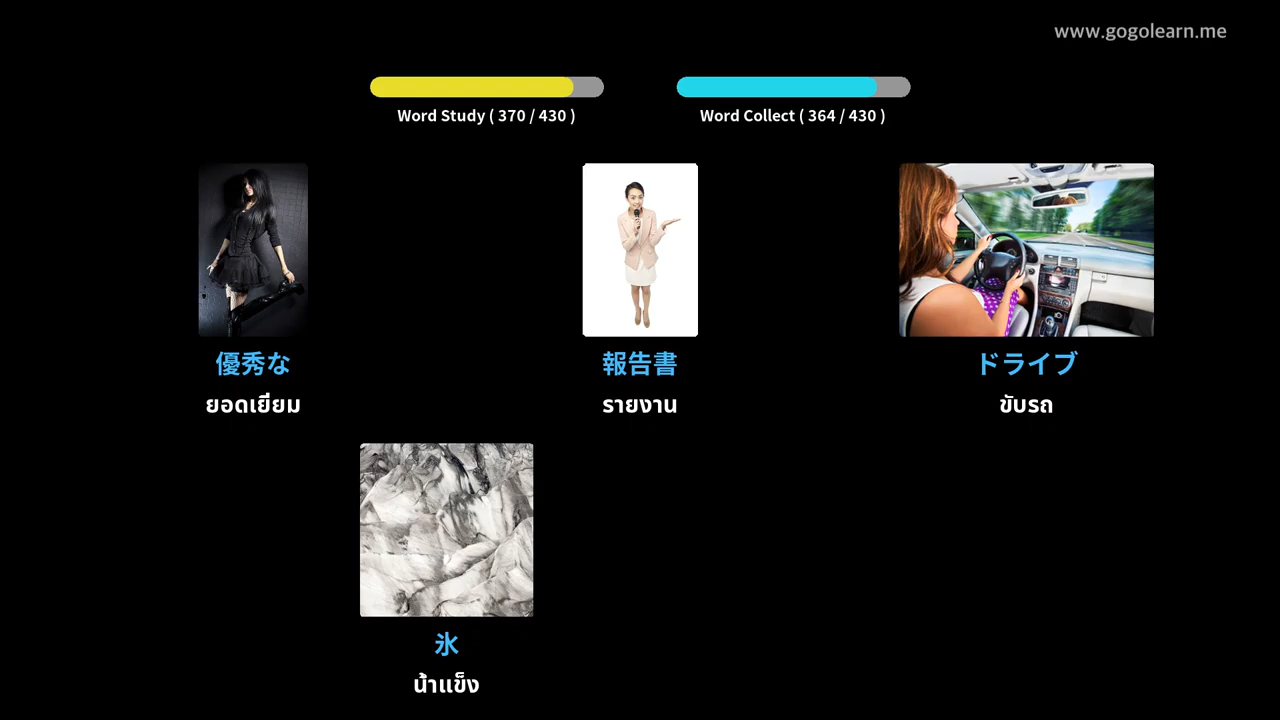 www.gogolearn.me
Word Study ( 370 / 430 )
Word Collect ( 364 / 430 )
優秀な
ยอดเยี่ยม
報告書
รายงาน
ドライブ
ขับรถ
氷
น้ำแข็ง